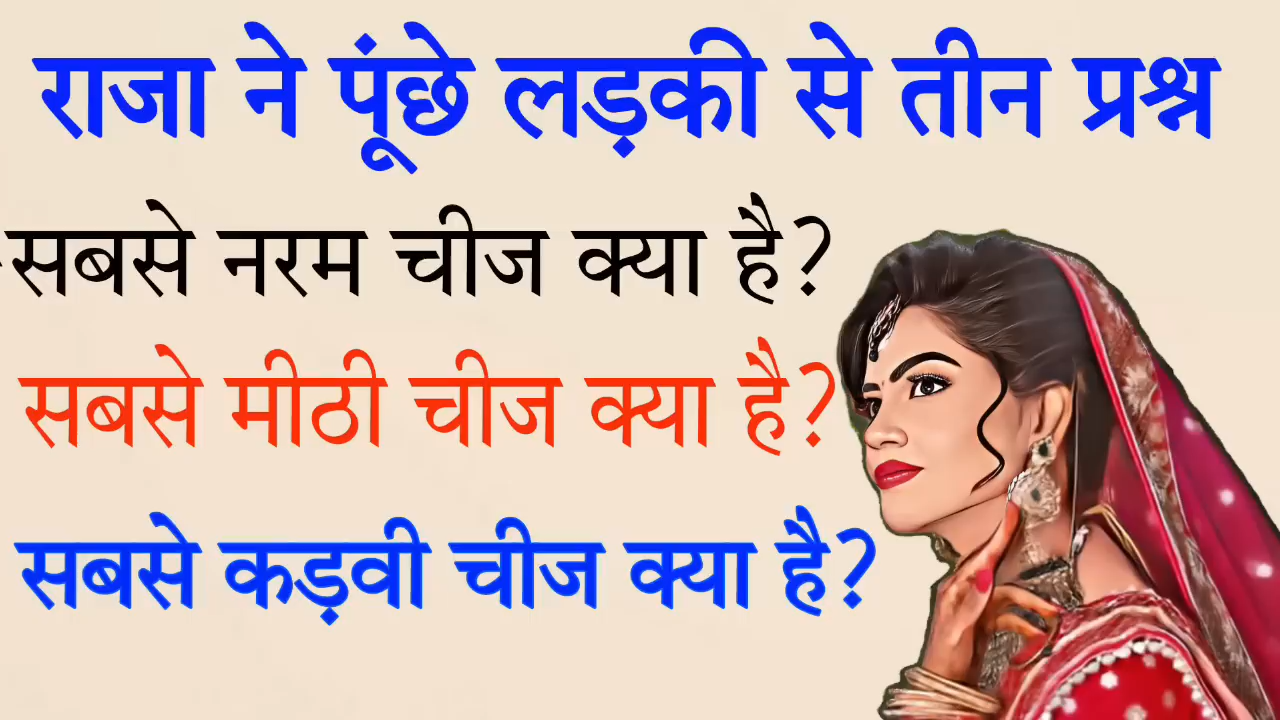 राजा ने पूंछे लड़की से तीन प्रश्न
सबसे नरम चीज क्या है?
सबसे मीठी चीज क्या है?
सबसे कड़वी चीज क्या है?